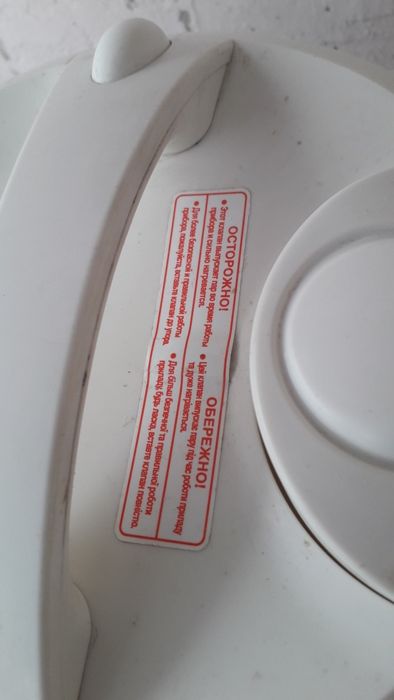 ОСТОРОЖНО!
• Этот клапан выпускает пар во время работы
прибора и сильно нагревается.
• Для более безопасной и правильной работы
прибора, пожалуйста, вставьте клапан до упора.
ОБЕРЕЖНО!
• Цей клапан випускає пару під час роботи приладу
та дуже нагрівається.
• Для більш безпечної та правильної роботи
приладу, будь ласка, вставте клапан повністю.